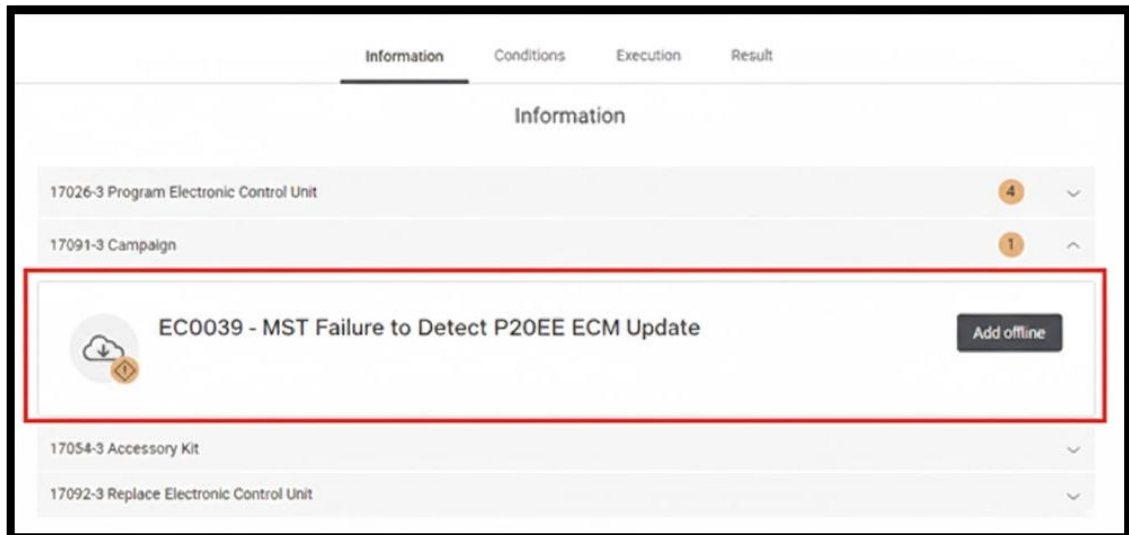 Information Conditions Execution Result
Information
17026-3 Program Electronic Control Unit 4
17091-3 Campaign 1
EC0039 - MST Failure to Detect P20EE ECM Update
Add offline
17054-3 Accessory Kit
17092-3 Replace Electronic Control Unit